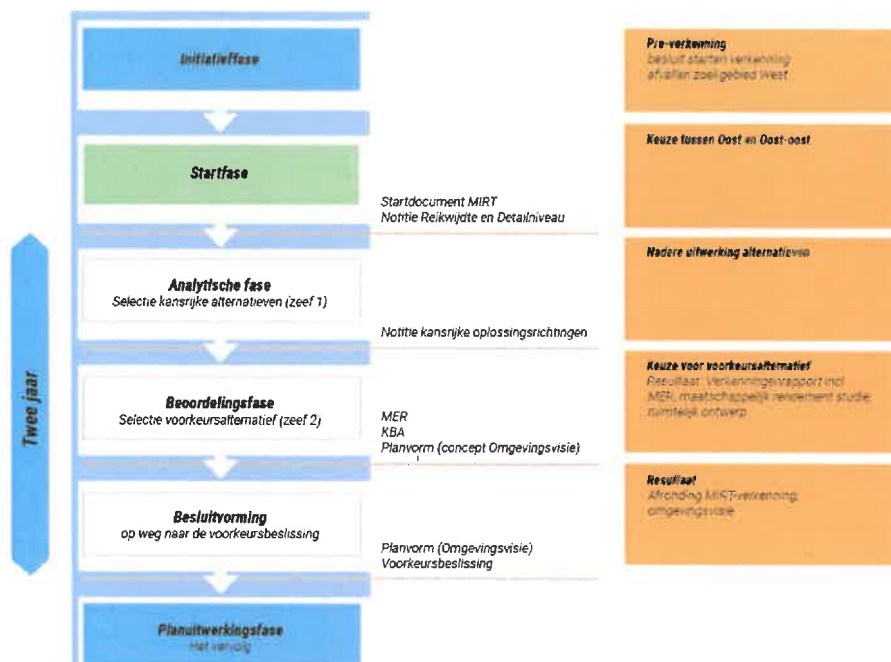 Initiatieffase
Pre-verkenning
besluit starten verkenning
afvallen zoekgebied West
Startfase
Keuze tussen Oost en Oost-oost
Startdocument MIRT
Notitie Reikwijdte en Detailniveau
Twee jaar
Analytische fase
Selectie kansrijke alternatieven (zeef 1)
Nadere uitwerking alternatieven
Notitie kansrijke oplossingsrichtingen
Beoordelingsfase
Selectie voorkeursalternatief (zeef 2)
Keuze voor voorkeursalternatief
Resultaat: Verkenningenrapport incl
MER, maatschappelijk rendement studie,
ruimtelijk ontwerp
MER
KBA
Planvorm (concept Omgevingsvisie)
Besluitvorming
op weg naar de voorkeursbeslissing
Resultaat
Afronding MIRT-verkenning,
omgevingsvisie
Planvorm (Omgevingsvisie)
Voorkeursbeslissing
Planuitwerkingsfase
Het vervolg